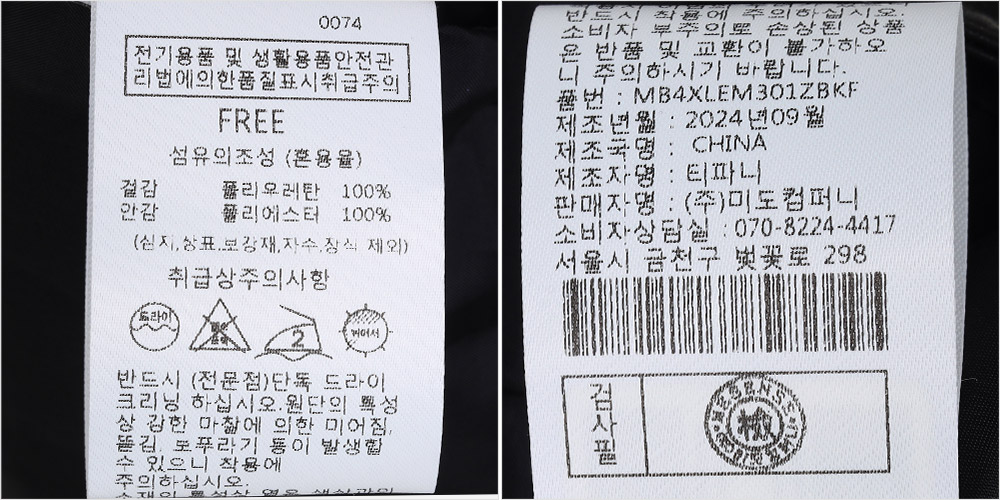 0074
전기용품 및 생활용품안전관
리법에의한품질표시취급주의
FREE
섬유의조성 (혼용율)
겉감 폴리우레탄 100%
안감 폴리에스터 100%
(심지,상표,보강재,자수,장식 제외)
취급상주의사항
드라이
2
뉘어서
반드시 (전문점)단독 드라이
크리닝 하십시오.원단의 특성
상 강한 마찰에 의한 미어짐,
뜯김, 보푸라기 등이 발생할
수 있으니 착용에
주의하십시오.
반드시 착용에 주의하십시오.
소비자 부주의로 손상된 상품
은 반품 및 교환이 불가하오
니 주의하시기 바랍니다.
품번 : MB4XLEM301ZBKF
제조년월 : 2024년09월
제조국명 : CHINA
제조자명 : 티파니
판매자명 : (주)미도컴퍼니
소비자상담실 :070-8224-4417
서울시 금천구 벚꽃로 298
검사필